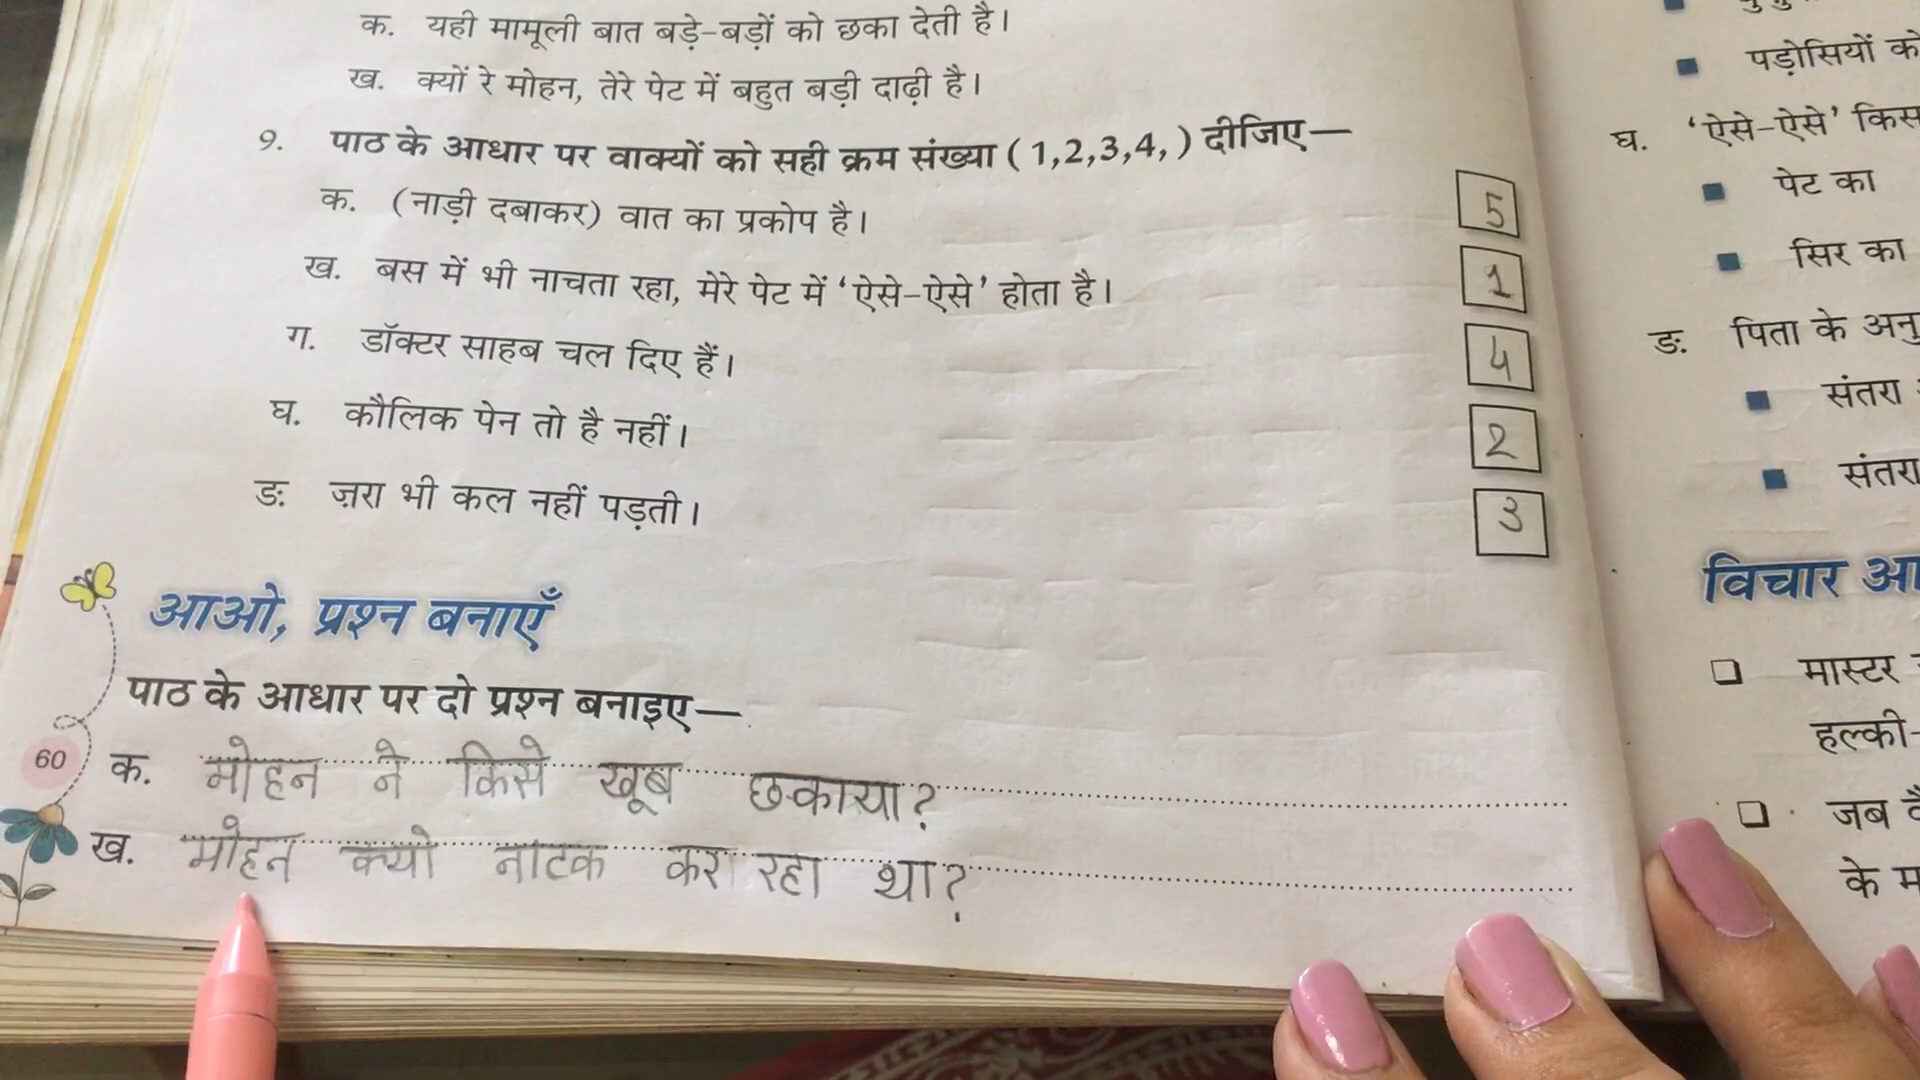 क. यही मामूली बात बड़े-बड़ों को छका देती है।
ख. क्यों रे मोहन, तेरे पेट में बहुत बड़ी दाढ़ी है।
9. पाठ के आधार पर वाक्यों को सही क्रम संख्या ( 1,2,3,4, ) दीजिए—
क. (नाड़ी दबाकर) वात का प्रकोप है। 5
ख. बस में भी नाचता रहा, मेरे पेट में 'ऐसे-ऐसे' होता है। 1
ग. डॉक्टर साहब चल दिए हैं। 4
घ. कौलिक पेन तो है नहीं। 2
ङ. ज़रा भी कल नहीं पड़ती। 3
आओ, प्रश्न बनाएँ
पाठ के आधार पर दो प्रश्न बनाइए—
60
क. मोहन ने किसे खूब छकाया?
ख. मोहन क्यो नाटक कर रहा था?
पड़ोसियों को
घ. 'ऐसे-ऐसे' किस
पेट का
सिर का
ङ. पिता के अनु
संतरा
संतरा
विचार आ
मास्टर
हल्की-
जब
के म